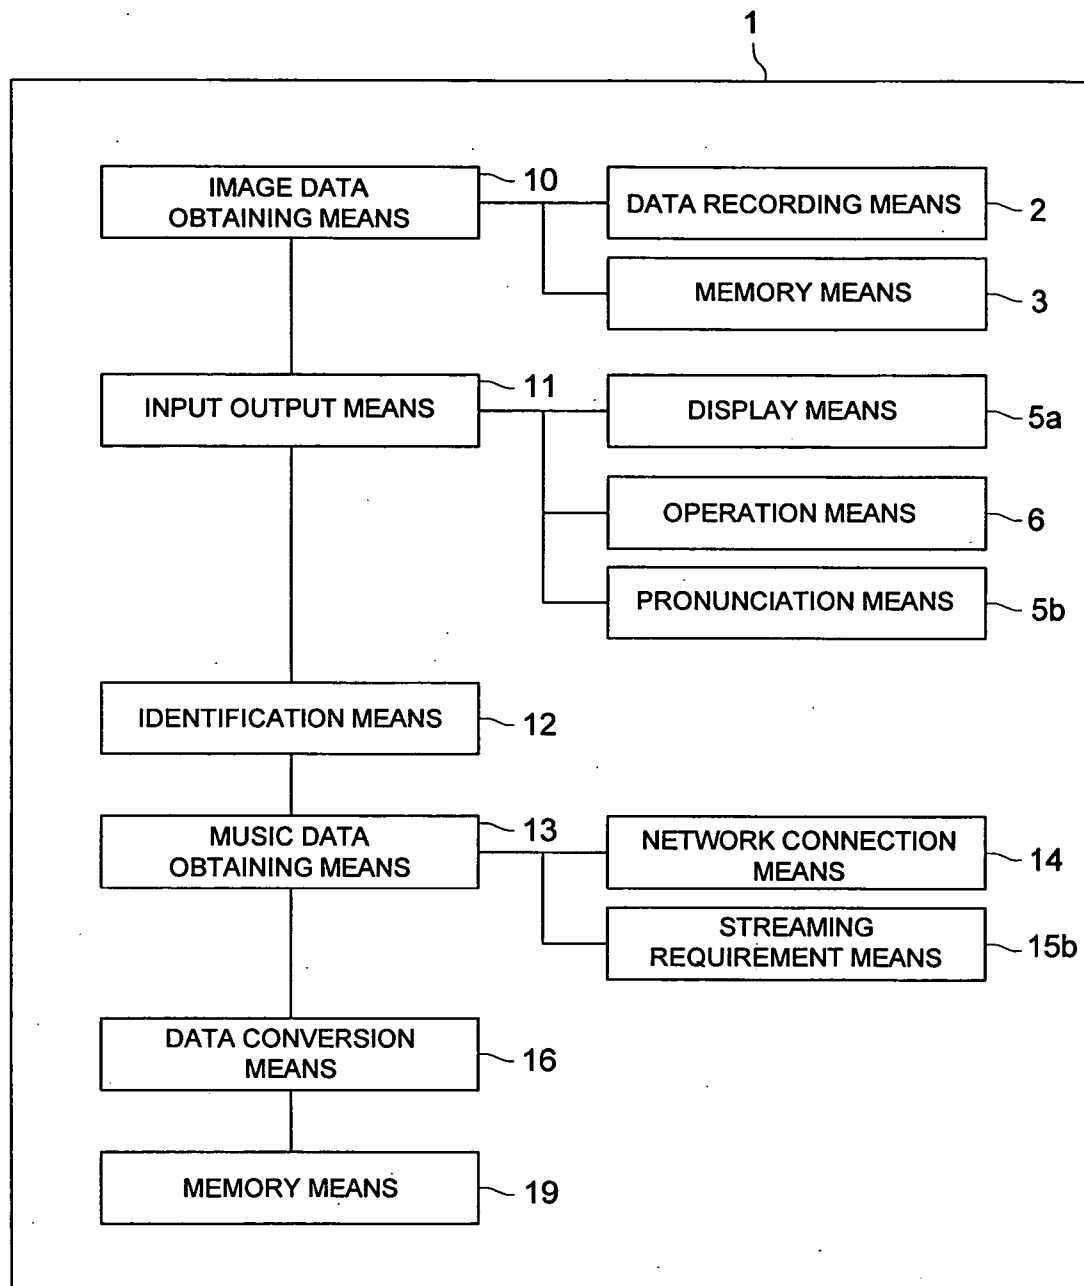 1
IMAGE DATA
OBTAINING MEANS
10
DATA RECORDING MEANS
2
MEMORY MEANS
3
INPUT OUTPUT MEANS
11
DISPLAY MEANS
5a
OPERATION MEANS
6
PRONUNCIATION MEANS
5b
IDENTIFICATION MEANS
12
MUSIC DATA
OBTAINING MEANS
13
NETWORK CONNECTION
MEANS
14
STREAMING
REQUIREMENT MEANS
15b
DATA CONVERSION
MEANS
16
MEMORY MEANS
19